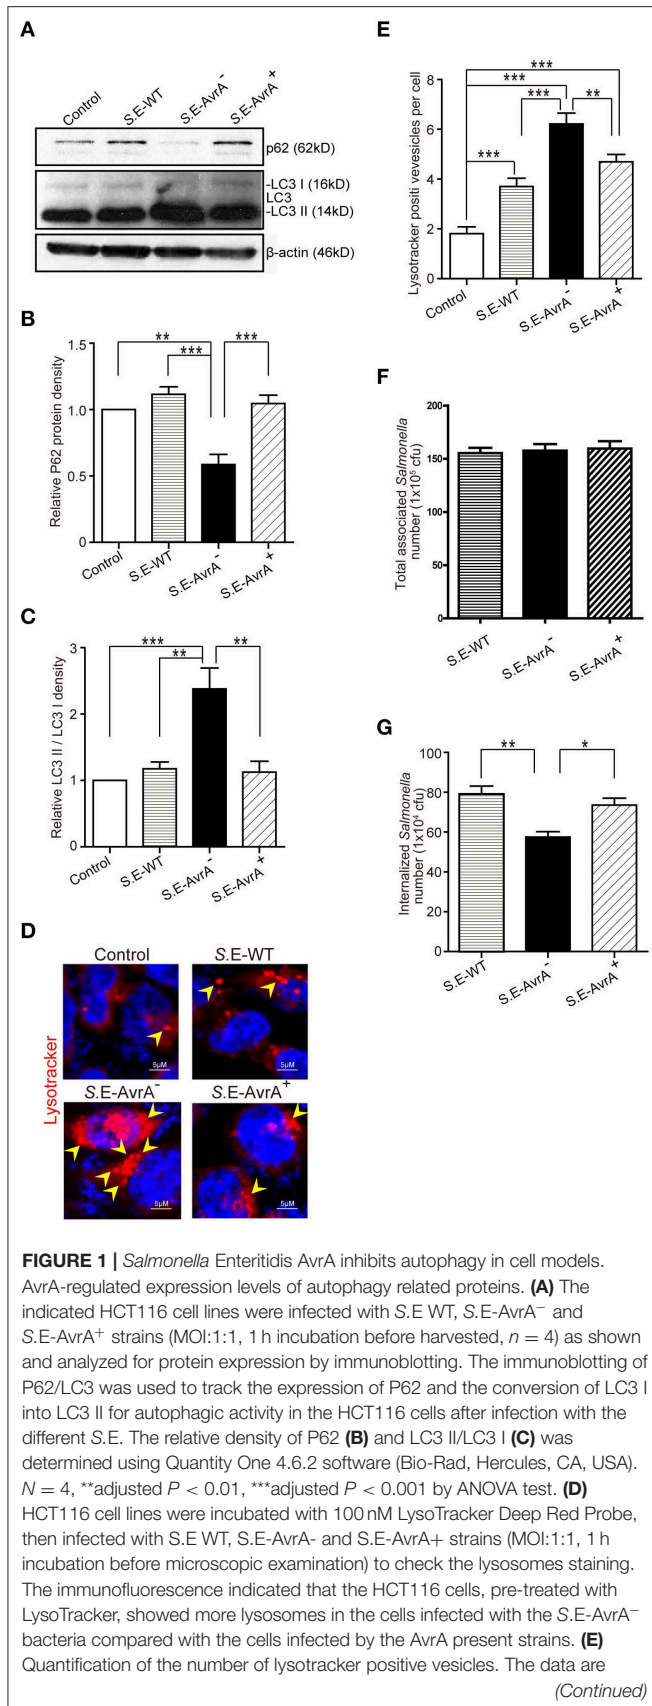 A
Control
S.E-WT
S.E-AvrA⁻
S.E-AvrA⁺
p62 (62kD)
-LC3 I (16kD)
LC3
-LC3 II (14kD)
β-actin (46kD)
B
Relative P62 protein density
1.5
1.0
0.5
0
**
***
***
Control
S.E-WT
S.E-AvrA⁻
S.E-AvrA⁺
C
Relative LC3 II / LC3 I density
3
2
1
0
***
**
**
Control
S.E-WT
S.E-AvrA⁻
S.E-AvrA⁺
D
Lysotracker
Control
S.E-WT
5µM
5µM
S.E-AvrA⁻
S.E-AvrA⁺
5µM
5µM
E
Lysotracker positi vevesicles per cell
8
6
4
2
0
***
***
***
**
***
Control
S.E-WT
S.E-AvrA⁻
S.E-AvrA⁺
F
Total associated Salmonella
number (1x10⁵ cfu)
200
150
100
50
0
S.E-WT
S.E-AvrA⁻
S.E-AvrA⁺
G
Internalized Salmonella
number (1x10⁴ cfu)
100
80
60
40
20
0
**
*
S.E-WT
S.E-AvrA⁻
S.E-AvrA⁺
FIGURE 1 | Salmonella Enteritidis AvrA inhibits autophagy in cell models.
AvrA-regulated expression levels of autophagy related proteins. (A) The
indicated HCT116 cell lines were infected with S.E WT, S.E-AvrA⁻ and
S.E-AvrA⁺ strains (MOI:1:1, 1 h incubation before harvested, n = 4) as shown
and analyzed for protein expression by immunoblotting. The immunoblotting of
P62/LC3 was used to track the expression of P62 and the conversion of LC3 I
into LC3 II for autophagic activity in the HCT116 cells after infection with the
different S.E. The relative density of P62 (B) and LC3 II/LC3 I (C) was
determined using Quantity One 4.6.2 software (Bio-Rad, Hercules, CA, USA).
N = 4, **adjusted P < 0.01, ***adjusted P < 0.001 by ANOVA test. (D)
HCT116 cell lines were incubated with 100 nM LysoTracker Deep Red Probe,
then infected with S.E WT, S.E-AvrA- and S.E-AvrA+ strains (MOI:1:1, 1 h
incubation before microscopic examination) to check the lysosomes staining.
The immunofluorescence indicated that the HCT116 cells, pre-treated with
LysoTracker, showed more lysosomes in the cells infected with the S.E-AvrA⁻
bacteria compared with the cells infected by the AvrA present strains. (E)
Quantification of the number of lysotracker positive vesicles. The data are
(Continued)